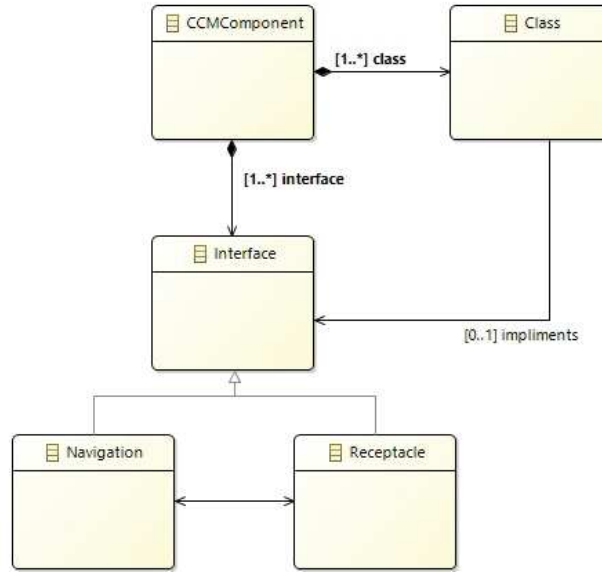 CCMComponent
Class
[1..*] class
[1..*] interface
Interface
[0..1] impliments
Navigation
Receptacle